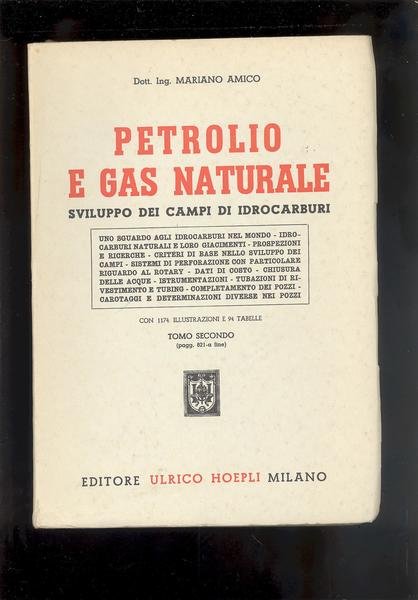 Dott. Ing. MARIANO AMICO
PETROLIO
E GAS NATURALE
SVILUPPO DEI CAMPI DI IDROCARBURI
UNO SGUARDO AGLI IDROCARBURI NEL MONDO - IDRO-
CARBURI NATURALI E LORO GIACIMENTI - PROSPEZIONI
E RICERCHE - CRITERI DI BASE NELLO SVILUPPO DEI
CAMPI - SISTEMI DI PERFORAZIONE CON PARTICOLARE
RIGUARDO AL ROTARY - DATI DI COSTO - CHIUSURA
DELLE ACQUE - ISTRUMENTAZIONI - TUBAZIONI DI RI-
VESTIMENTO E TUBING - COMPLETAMENTO DEI POZZI -
CAROTAGGI E DETERMINAZIONI DIVERSE NEI POZZI
CON 1174 ILLUSTRAZIONI E 94 TABELLE
TOMO SECONDO
(pagg. 821-a fine)
EDITORE ULRICO HOEPLI MILANO